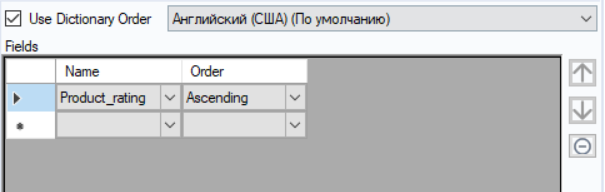 Use Dictionary Order Английский (США) (По умолчанию)
Fields
Name Order
Product_rating Ascending